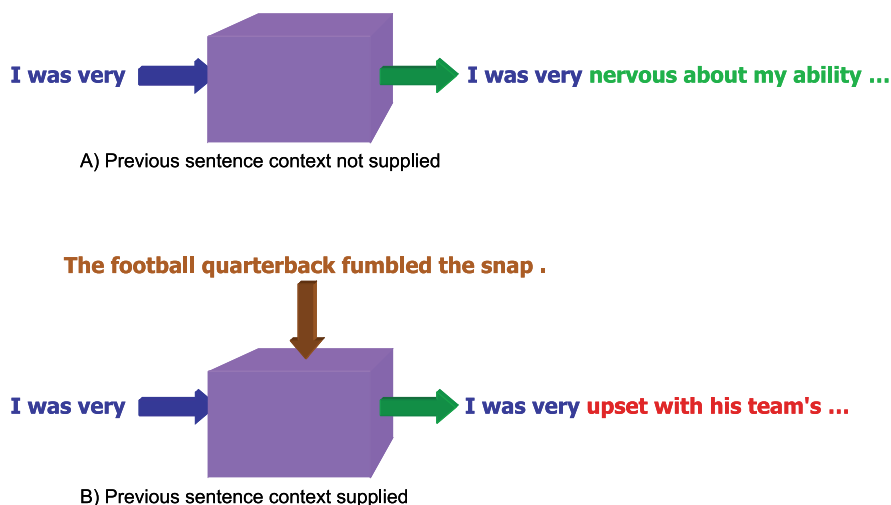 I was very
I was very nervous about my ability ...
A) Previous sentence context not supplied
The football quarterback fumbled the snap .
I was very
I was very upset with his team's ...
B) Previous sentence context supplied